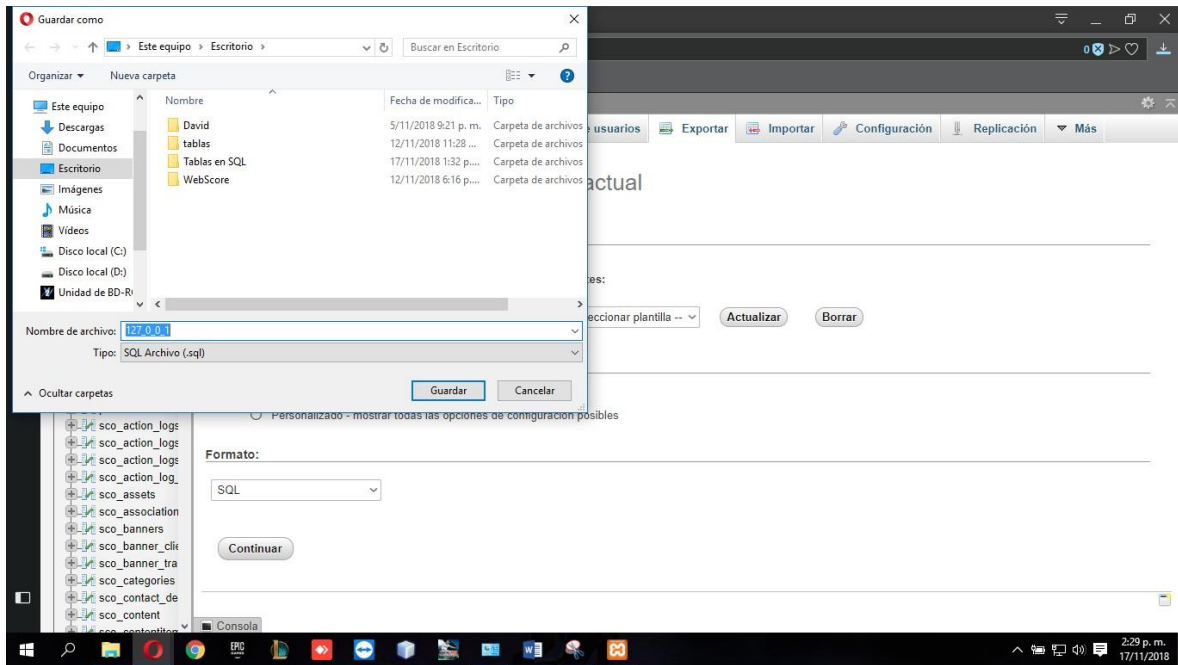 Guardar como
Este equipo > Escritorio >
Buscar en Escritorio
0
Organizar
Nueva carpeta
Este equipo
Descargas
Documentos
Escritorio
Imágenes
Música
Vídeos
Disco local (C:)
Disco local (D:)
Unidad de BD-R
Nombre
Fecha de modifica...
Tipo
David
5/11/2018 9:21 p. m.
Carpeta de archivos
tablas
12/11/2018 11:28 ...
Carpeta de archivos
Tablas en SQL
17/11/2018 1:32 p....
Carpeta de archivos
WebScore
12/11/2018 6:16 p....
Carpeta de archivos
Nombre de archivo: 127_0_0_1
Tipo: SQL Archivo (.sql)
Ocultar carpetas
Guardar
Cancelar
usuarios
Exportar
Importar
Configuración
Replicación
Más
actual
es:
eccionar plantilla --
Actualizar
Borrar
Personalizado - mostrar todas las opciones de configuración posibles
Formato:
SQL
Continuar
sco_action_logs
sco_action_logs
sco_action_logs
sco_action_log_
sco_assets
sco_association
sco_banners
sco_banner_clie
sco_banner_tra
sco_categories
sco_contact_de
sco_content
sco_contentitem
Consola
EPIC
2:29 p. m.
17/11/2018